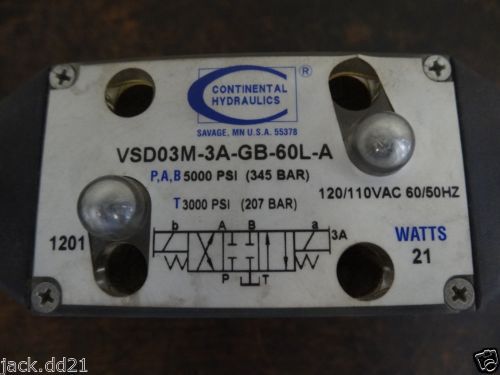 CONTINENTAL
HYDRAULICS
®
SAVAGE, MN U.S.A. 55378
VSD03M-3A-GB-60L-A
P,A,B 5000 PSI (345 BAR)
T 3000 PSI (207 BAR)
120/110VAC 60/50HZ
b A B a
3A
P T
1201
WATTS
21
ebay
jack.dd21